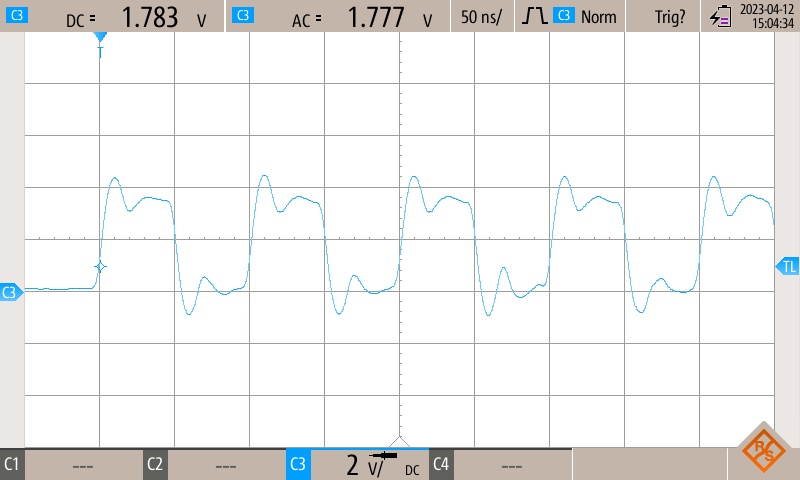 C3 DC = 1.783 V C3 AC = 1.777 V 50 ns/ C3 Norm Trig? 2023-04-12
15:04:34
T
TL
C3
R/S
C1 --- C2 --- C3 2 V/ DC C4 ---